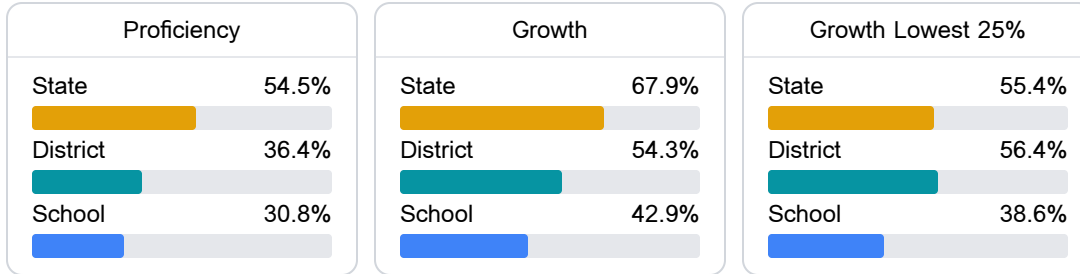 Proficiency
State 54.5%
District 36.4%
School 30.8%
Growth
State 67.9%
District 54.3%
School 42.9%
Growth Lowest 25%
State 55.4%
District 56.4%
School 38.6%